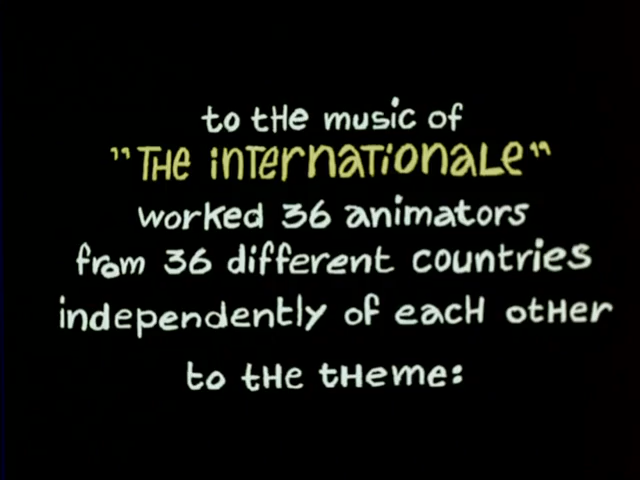 to the music of
"THE INTERNATIONALE"
worked 36 animators
from 36 different countries
independently of each other
to the theme: